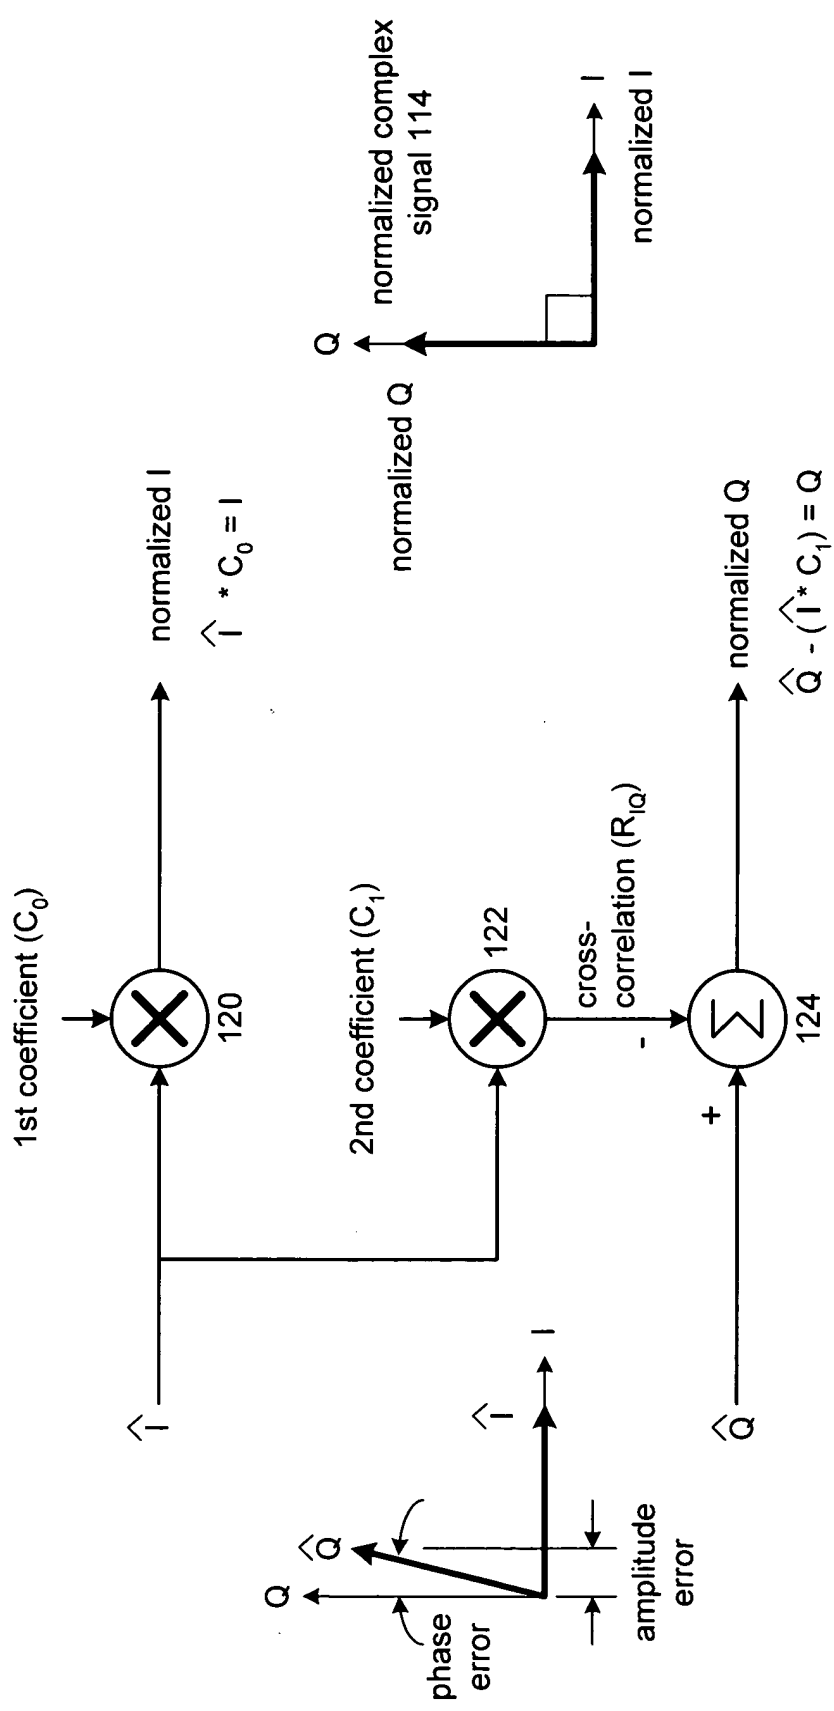 1st coefficient (C₀)
Î
120
normalized I
Î * C₀ = I
2nd coefficient (C₁)
122
cross-
correlation (R_IQ)
-
+
Q̂
Σ
124
normalized Q
Q̂ - (Î * C₁) = Q
Q
Q̂
Î
I
phase
error
amplitude
error
Q
normalized complex
signal 114
normalized Q
I
normalized I